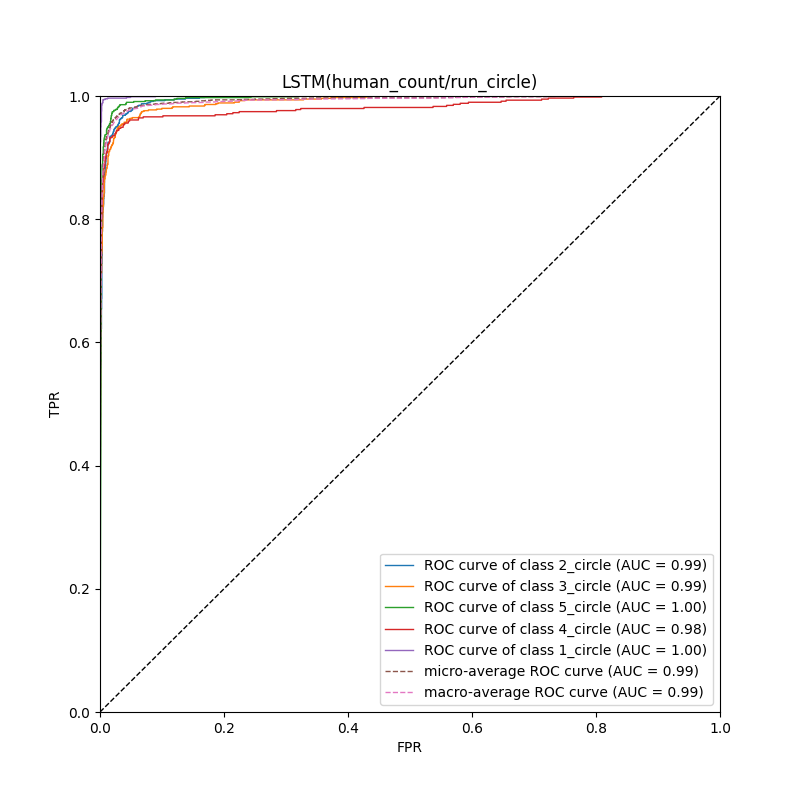 LSTM(human_count/run_circle)
1.0
0.8
0.6
0.4
0.2
0.0
TPR
0.0 0.2 0.4 0.6 0.8 1.0
FPR
ROC curve of class 2_circle (AUC = 0.99)
ROC curve of class 3_circle (AUC = 0.99)
ROC curve of class 5_circle (AUC = 1.00)
ROC curve of class 4_circle (AUC = 0.98)
ROC curve of class 1_circle (AUC = 1.00)
micro-average ROC curve (AUC = 0.99)
macro-average ROC curve (AUC = 0.99)